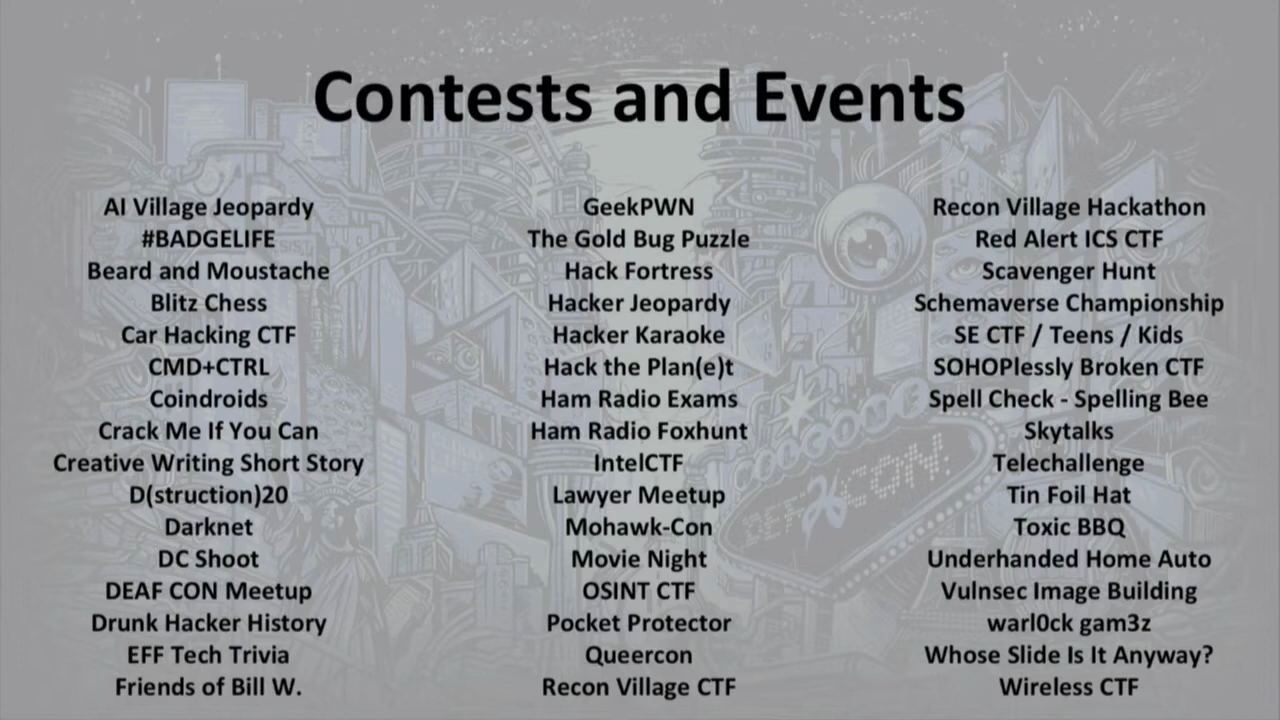 Contests and Events
AI Village Jeopardy
#BADGELIFE
Beard and Moustache
Blitz Chess
Car Hacking CTF
CMD+CTRL
Coindroids
Crack Me If You Can
Creative Writing Short Story
D(struction)20
Darknet
DC Shoot
DEAF CON Meetup
Drunk Hacker History
EFF Tech Trivia
Friends of Bill W.
GeekPWN
The Gold Bug Puzzle
Hack Fortress
Hacker Jeopardy
Hacker Karaoke
Hack the Plan(e)t
Ham Radio Exams
Ham Radio Foxhunt
IntelCTF
Lawyer Meetup
Mohawk-Con
Movie Night
OSINT CTF
Pocket Protector
Queercon
Recon Village CTF
Recon Village Hackathon
Red Alert ICS CTF
Scavenger Hunt
Schemaverse Championship
SE CTF / Teens / Kids
SOHOPlessly Broken CTF
Spell Check - Spelling Bee
Skytalks
Telechallenge
Tin Foil Hat
Toxic BBQ
Underhanded Home Auto
Vulnsec Image Building
warl0ck gam3z
Whose Slide Is It Anyway?
Wireless CTF